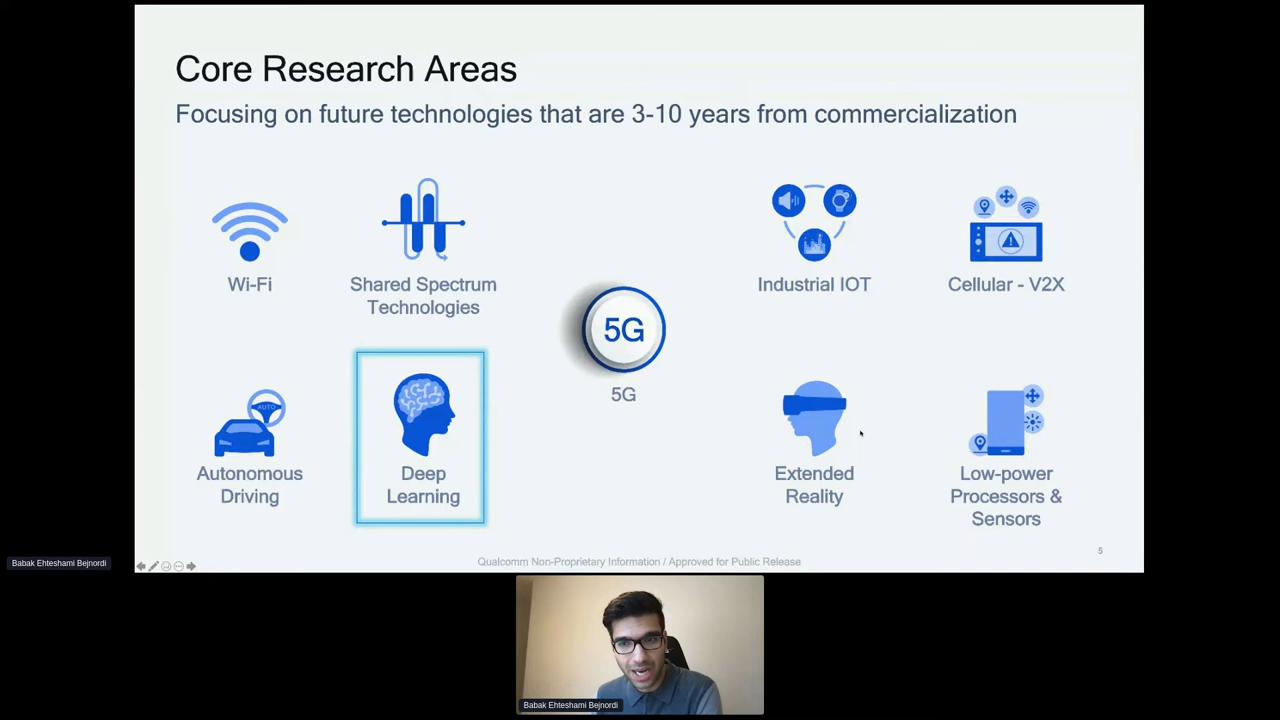 Core Research Areas
Focusing on future technologies that are 3-10 years from commercialization
Wi-Fi
Shared Spectrum
Technologies
Industrial IOT
Cellular - V2X
5G
5G
AUTO
Autonomous
Driving
Deep
Learning
Extended
Reality
Low-power
Processors &
Sensors
5
Qualcomm Non-Proprietary Information / Approved for Public Release
Babak Ehteshami Bejnordi
Babak Ehteshami Bejnordi